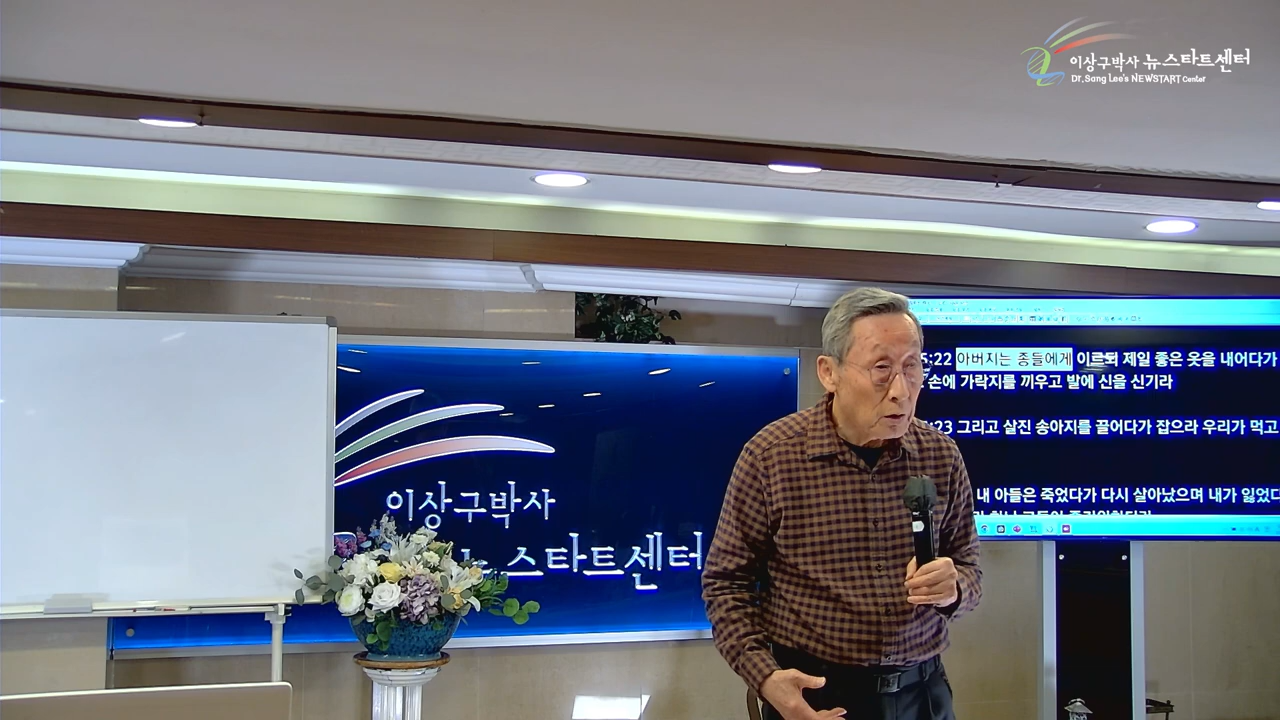 이상구박사 뉴스타트센터
Dr. Sang Lee's NEWSTART Center
이상구박사
뉴스타트센터
5:22 아버지는 종들에게 이르되 제일 좋은 옷을 내어다가
손에 가락지를 끼우고 발에 신을 신기라
:23 그리고 살진 송아지를 끌어다가 잡으라 우리가 먹고
내 아들은 죽었다가 다시 살아났으며 내가 잃었다